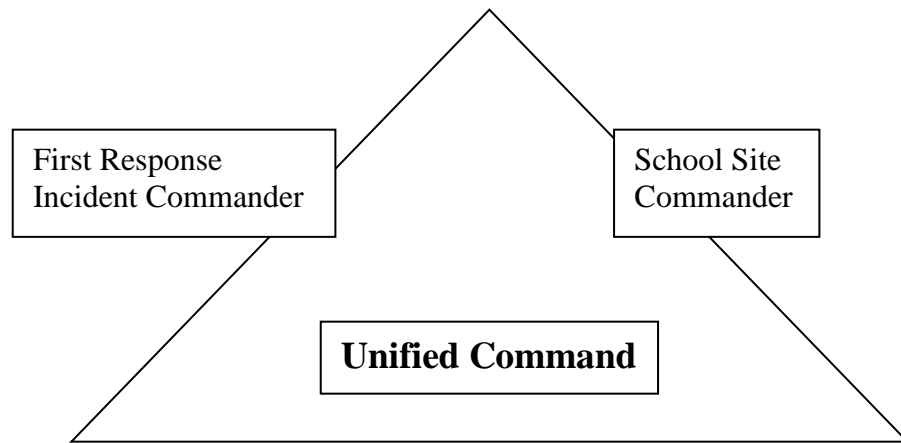 First Response
Incident Commander
School Site
Commander
Unified Command